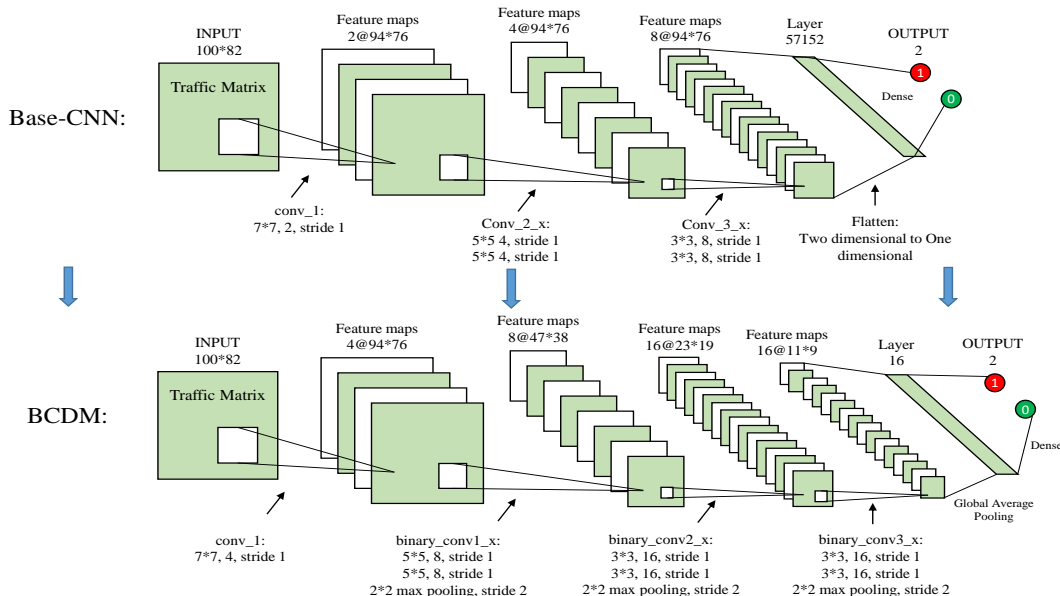 Base-CNN:
INPUT
100*82
Traffic Matrix
Feature maps
2@94*76
Feature maps
4@94*76
Feature maps
8@94*76
Layer
57152
OUTPUT
2
1
0
Dense
conv_1:
7*7, 2, stride 1
Conv_2_x:
5*5 4, stride 1
5*5 4, stride 1
Conv_3_x:
3*3, 8, stride 1
3*3, 8, stride 1
Flatten:
Two dimensional to One
dimensional
BCDM:
INPUT
100*82
Traffic Matrix
Feature maps
4@94*76
Feature maps
8@47*38
Feature maps
16@23*19
Feature maps
16@11*9
Layer
16
OUTPUT
2
1
0
Dense
Global Average
Pooling
conv_1:
7*7, 4, stride 1
binary_conv1_x:
5*5, 8, stride 1
5*5, 8, stride 1
2*2 max pooling, stride 2
binary_conv2_x:
3*3, 16, stride 1
3*3, 16, stride 1
2*2 max pooling, stride 2
binary_conv3_x:
3*3, 16, stride 1
3*3, 16, stride 1
2*2 max pooling, stride 2